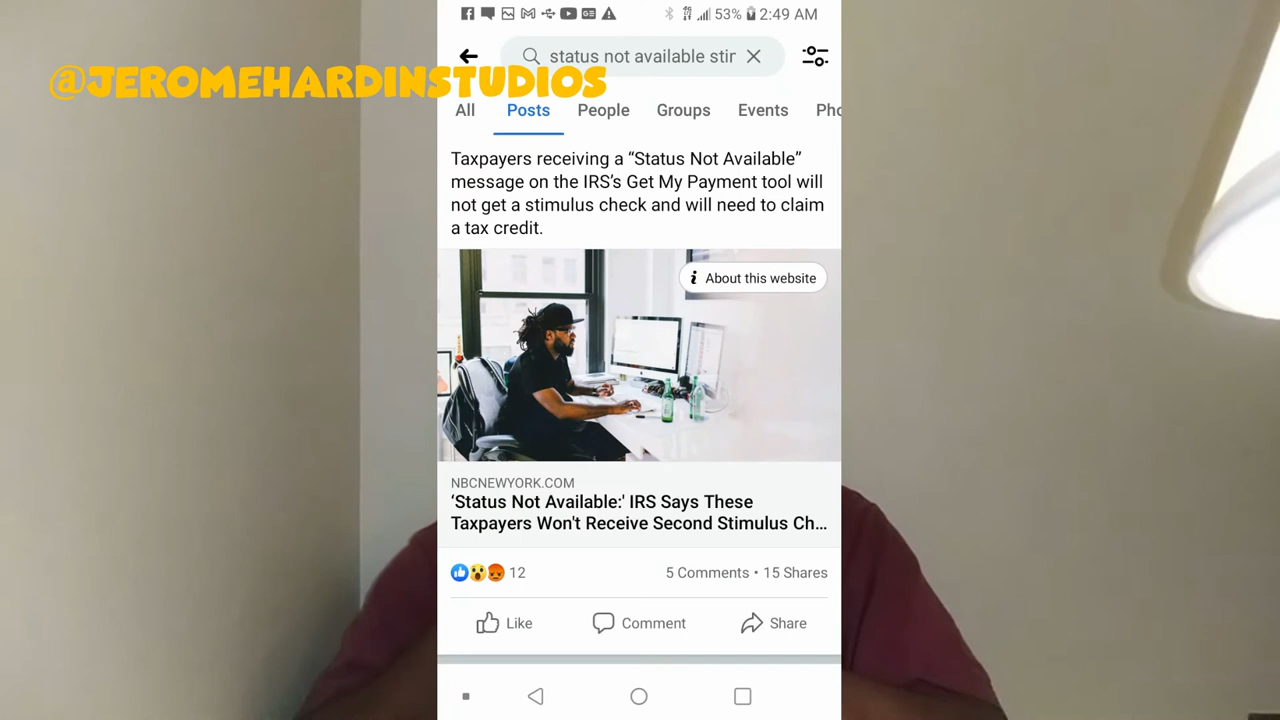 53% 2:49 AM
status not available stir
@JEROMEHARDINSTUDIOS
All Posts People Groups Events Pho
Taxpayers receiving a “Status Not Available”
message on the IRS’s Get My Payment tool will
not get a stimulus check and will need to claim
a tax credit.
About this website
NBCNEWYORK.COM
‘Status Not Available:' IRS Says These
Taxpayers Won't Receive Second Stimulus Ch...
12 5 Comments • 15 Shares
Like Comment Share